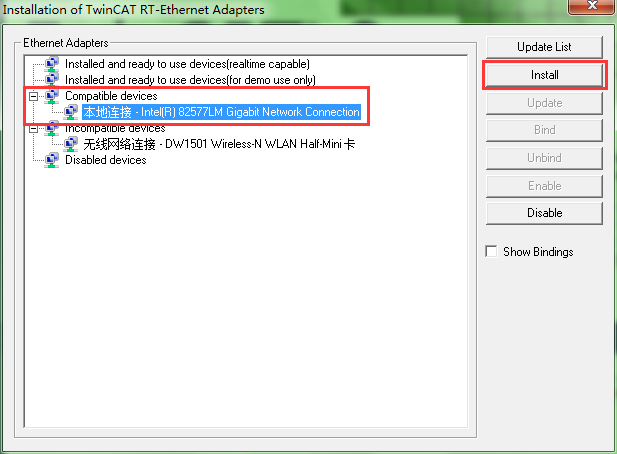 Installation of TwinCAT RT-Ethernet Adapters
Ethernet Adapters
Installed and ready to use devices(realtime capable)
Installed and ready to use devices(for demo use only)
Compatible devices
本地连接 - Intel(R) 82577LM Gigabit Network Connection
Incompatible devices
无线网络连接 - DW1501 Wireless-N WLAN Half-Mini 卡
Disabled devices
Update List
Install
Update
Bind
Unbind
Enable
Disable
Show Bindings